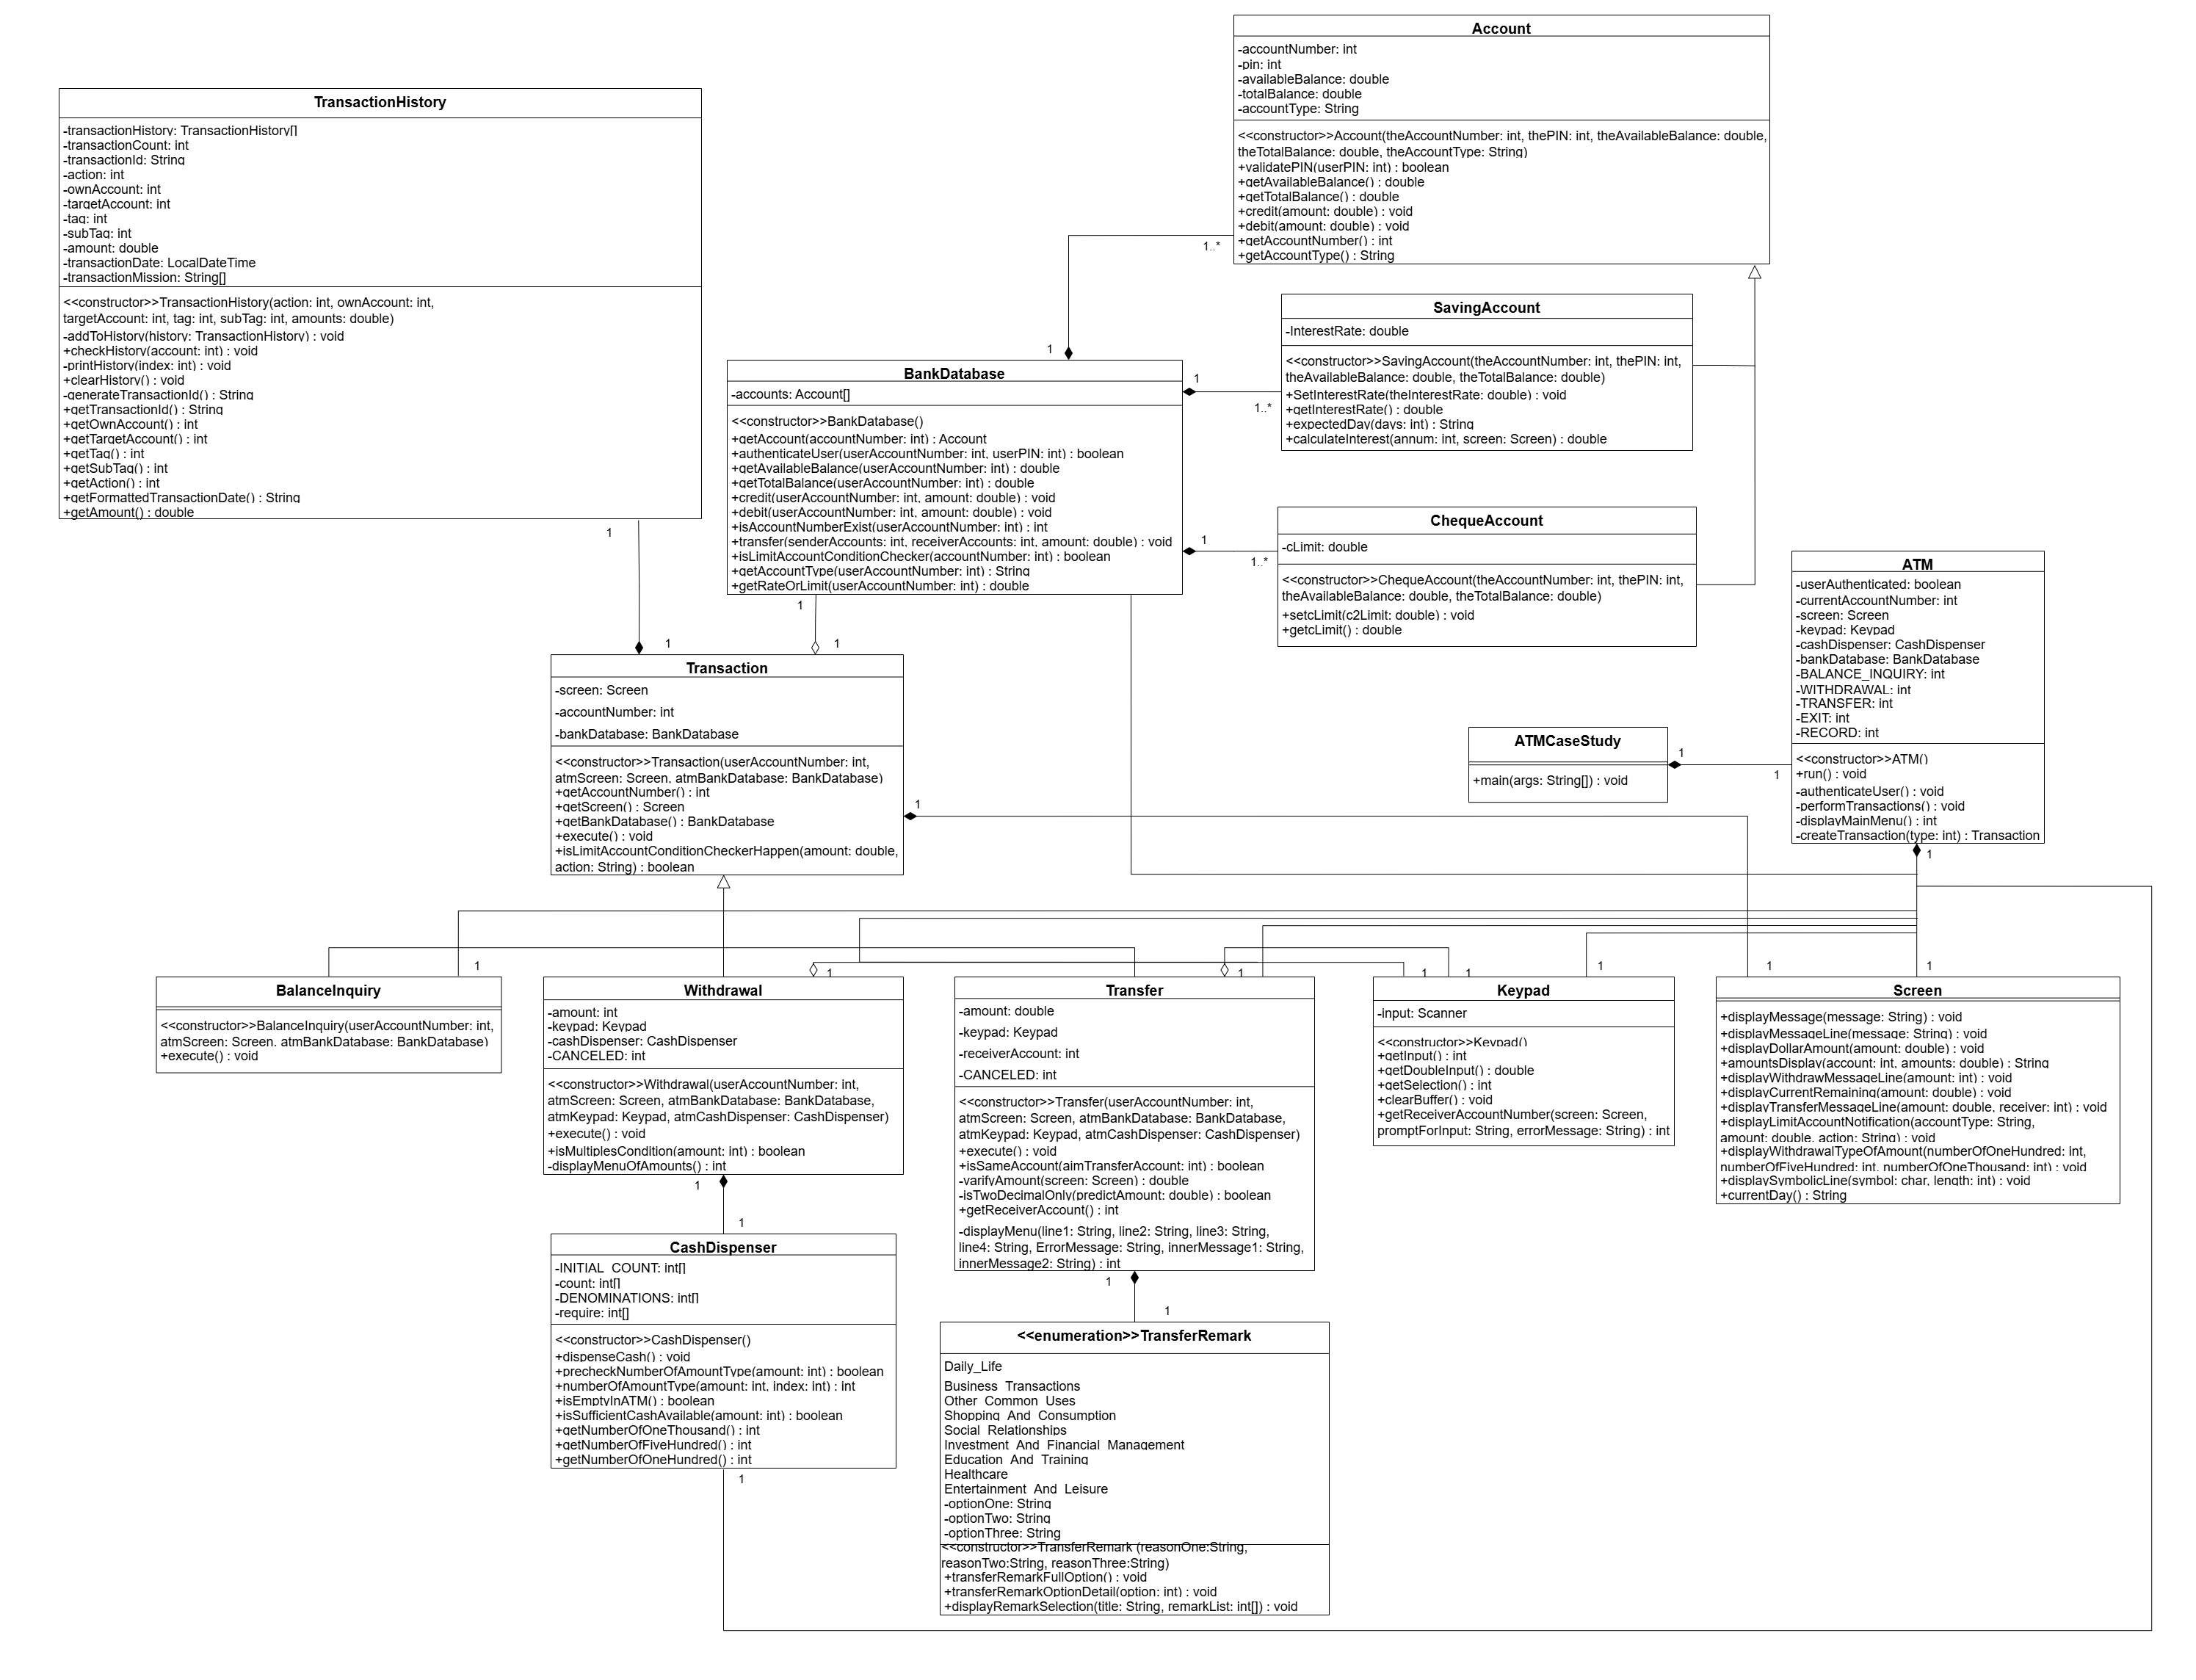 Account
-accountNumber: int
-pin: int
-availableBalance: double
-totalBalance: double
-accountType: String
<<constructor>>Account(theAccountNumber: int, thePIN: int, theAvailableBalance: double,
theTotalBalance: double, theAccountType: String)
+validatePIN(userPIN: int) : boolean
+getAvailableBalance() : double
+getTotalBalance() : double
+credit(amount: double) : void
+debit(amount: double) : void
+getAccountNumber() : int
+getAccountType() : String
TransactionHistory
-transactionHistory: TransactionHistory[]
-transactionCount: int
-transactionId: String
-action: int
-ownAccount: int
-targetAccount: int
-tag: int
-subTag: int
-amount: double
-transactionDate: LocalDateTime
-transactionMission: String[]
<<constructor>>TransactionHistory(action: int, ownAccount: int,
targetAccount: int, tag: int, subTag: int, amounts: double)
-addToHistory(history: TransactionHistory) : void
+checkHistory(account: int) : void
-printHistory(index: int) : void
+clearHistory() : void
-generateTransactionId() : String
+getTransactionId() : String
+getOwnAccount() : int
+getTargetAccount() : int
+getTag() : int
+getSubTag() : int
+getAction() : int
+getFormattedTransactionDate() : String
+getAmount() : double
1..*
1
SavingAccount
-InterestRate: double
<<constructor>>SavingAccount(theAccountNumber: int, thePIN: int,
theAvailableBalance: double, theTotalBalance: double)
+SetInterestRate(theInterestRate: double) : void
+getInterestRate() : double
+expectedDay(days: int) : String
+calculateInterest(annum: int, screen: Screen) : double
BankDatabase
-accounts: Account[]
<<constructor>>BankDatabase()
+getAccount(accountNumber: int) : Account
+authenticateUser(userAccountNumber: int, userPIN: int) : boolean
+getAvailableBalance(userAccountNumber: int) : double
+getTotalBalance(userAccountNumber: int) : double
+credit(userAccountNumber: int, amount: double) : void
+debit(userAccountNumber: int, amount: double) : void
+isAccountNumberExist(userAccountNumber: int) : int
+transfer(senderAccounts: int, receiverAccounts: int, amount: double) : void
+isLimitAccountConditionChecker(accountNumber: int) : boolean
+getAccountType(userAccountNumber: int) : String
+getRateOrLimit(userAccountNumber: int) : double
1
1..*
1
1..*
ChequeAccount
-cLimit: double
<<constructor>>ChequeAccount(theAccountNumber: int, thePIN: int,
theAvailableBalance: double, theTotalBalance: double)
+setcLimit(c2Limit: double) : void
+getcLimit() : double
1
1
1
1
Transaction
-screen: Screen
-accountNumber: int
-bankDatabase: BankDatabase
<<constructor>>Transaction(userAccountNumber: int,
atmScreen: Screen, atmBankDatabase: BankDatabase)
+getAccountNumber() : int
+getScreen() : Screen
+getBankDatabase() : BankDatabase
+execute() : void
+isLimitAccountConditionCheckerHappen(amount: double,
action: String) : boolean
1
ATMCaseStudy
+main(args: String[]) : void
1
1
ATM
-userAuthenticated: boolean
-currentAccountNumber: int
-screen: Screen
-keypad: Keypad
-cashDispenser: CashDispenser
-bankDatabase: BankDatabase
-BALANCE_INQUIRY: int
-WITHDRAWAL: int
-TRANSFER: int
-EXIT: int
-RECORD: int
<<constructor>>ATM()
+run() : void
-authenticateUser() : void
-performTransactions() : void
-displayMainMenu() : int
-createTransaction(type: int) : Transaction
1
1
1
1
1
1
1
1
1
BalanceInquiry
<<constructor>>BalanceInquiry(userAccountNumber: int,
atmScreen: Screen, atmBankDatabase: BankDatabase)
+execute() : void
Withdrawal
-amount: int
-keypad: Keypad
-cashDispenser: CashDispenser
-CANCELED: int
<<constructor>>Withdrawal(userAccountNumber: int,
atmScreen: Screen, atmBankDatabase: BankDatabase,
atmKeypad: Keypad, atmCashDispenser: CashDispenser)
+execute() : void
+isMultiplesCondition(amount: int) : boolean
-displayMenuOfAmounts() : int
Transfer
-amount: double
-keypad: Keypad
-receiverAccount: int
-CANCELED: int
<<constructor>>Transfer(userAccountNumber: int,
atmScreen: Screen, atmBankDatabase: BankDatabase,
atmKeypad: Keypad, atmCashDispenser: CashDispenser)
+execute() : void
+isSameAccount(aimTransferAccount: int) : boolean
-varifyAmount(screen: Screen) : double
-isTwoDecimalOnly(predictAmount: double) : boolean
+getReceiverAccount() : int
-displayMenu(line1: String, line2: String, line3: String,
line4: String, ErrorMessage: String, innerMessage1: String,
innerMessage2: String) : int
Keypad
-input: Scanner
<<constructor>>Keypad()
+getInput() : int
+getDoubleInput() : double
+getSelection() : int
+clearBuffer() : void
+getReceiverAccountNumber(screen: Screen,
promptForInput: String, errorMessage: String) : int
Screen
+displayMessage(message: String) : void
+displayMessageLine(message: String) : void
+displayDollarAmount(amount: double) : void
+amountsDisplay(account: int, amounts: double) : String
+displayWithdrawMessageLine(amount: int) : void
+displayCurrentRemaining(amount: double) : void
+displayTransferMessageLine(amount: double, receiver: int) : void
+displayLimitAccountNotification(accountType: String,
amount: double, action: String) : void
+displayWithdrawalTypeOfAmount(numberOfOneHundred: int,
numberOfFiveHundred: int, numberOfOneThousand: int) : void
+displaySymbolicLine(symbol: char, length: int) : void
+currentDay() : String
1
1
CashDispenser
-INITIAL_COUNT: int[]
-count: int[]
-DENOMINATIONS: int[]
-require: int[]
<<constructor>>CashDispenser()
+dispenseCash() : void
+precheckNumberOfAmountType(amount: int) : boolean
+numberOfAmountType(amount: int, index: int) : int
+isEmptyInATM() : boolean
+isSufficientCashAvailable(amount: int) : boolean
+getNumberOfOneThousand() : int
+getNumberOfFiveHundred() : int
+getNumberOfOneHundred() : int
1
1
1
<<enumeration>>TransferRemark
Daily_Life
Business_Transactions
Other_Common_Uses
Shopping_And_Consumption
Social_Relationships
Investment_And_Financial_Management
Education_And_Training
Healthcare
Entertainment_And_Leisure
-optionOne: String
-optionTwo: String
-optionThree: String
<<constructor>>TransferRemark (reasonOne:String,
reasonTwo:String, reasonThree:String)
+transferRemarkFullOption() : void
+transferRemarkOptionDetail(option: int) : void
+displayRemarkSelection(title: String, remarkList: int[]) : void